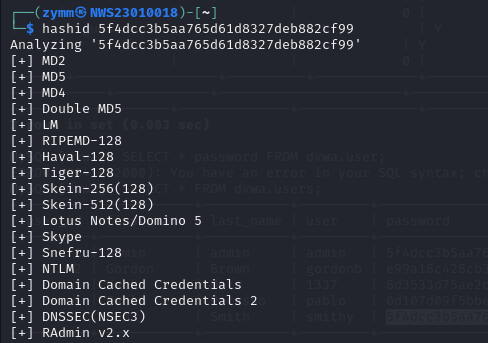 ┌──(zymm㉿NWS23010018)-[~]
└─$ hashid 5f4dcc3b5aa765d61d8327deb882cf99
Analyzing '5f4dcc3b5aa765d61d8327deb882cf99'
[+] MD2
[+] MD5
[+] MD4
[+] Double MD5
[+] LM
[+] RIPEMD-128
[+] Haval-128
[+] Tiger-128
[+] Skein-256(128)
[+] Skein-512(128)
[+] Lotus Notes/Domino 5
[+] Skype
[+] Snefru-128
[+] NTLM
[+] Domain Cached Credentials
[+] Domain Cached Credentials 2
[+] DNSSEC(NSEC3)
[+] RAdmin v2.x